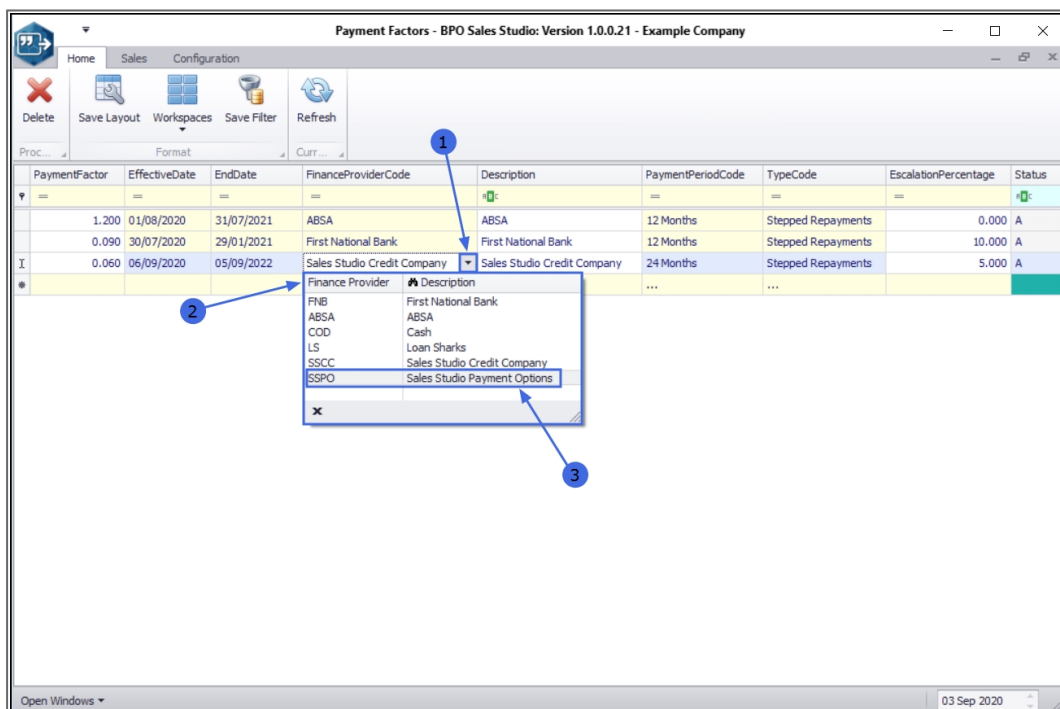 Payment Factors - BPO Sales Studio: Version 1.0.0.21 - Example Company
Home Sales Configuration
Delete Save Layout Workspaces Save Filter Refresh
Proc... Format Curr...
1
PaymentFactor EffectiveDate EndDate FinanceProviderCode Description PaymentPeriodCode TypeCode EscalationPercentage Status
= = = = ABC = = = ABC
1.200 01/08/2020 31/07/2021 ABSA ABSA 12 Months Stepped Repayments 0.000 A
0.090 30/07/2020 29/01/2021 First National Bank First National Bank 12 Months Stepped Repayments 10.000 A
0.060 06/09/2020 05/09/2022 Sales Studio Credit Company Sales Studio Credit Company 24 Months Stepped Repayments 5.000 A
... ...
2
Finance Provider Description
FNB First National Bank
ABSA ABSA
COD Cash
LS Loan Sharks
SSCC Sales Studio Credit Company
SSPO Sales Studio Payment Options
x
3
Open Windows 03 Sep 2020